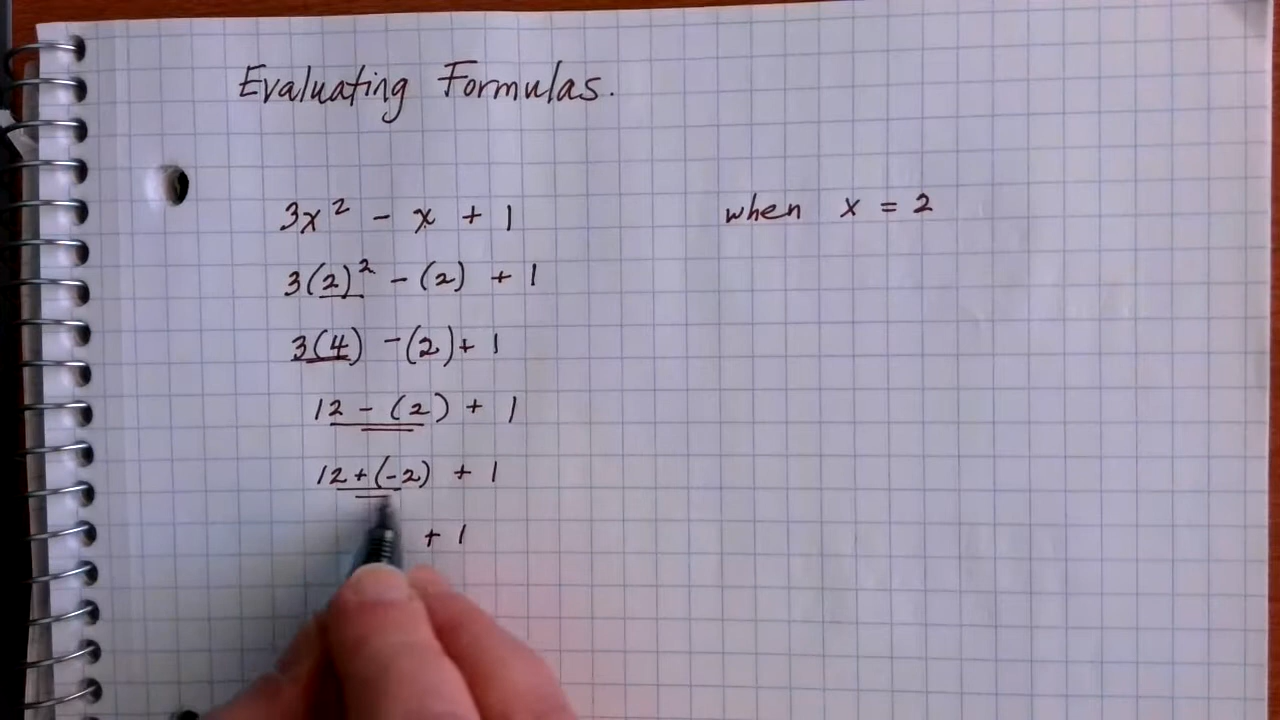 Evaluating Formulas.
3x² - x + 1 when x = 2
3(2)² - (2) + 1
3(4) - (2) + 1
12 - (2) + 1
12 + (-2) + 1
+ 1